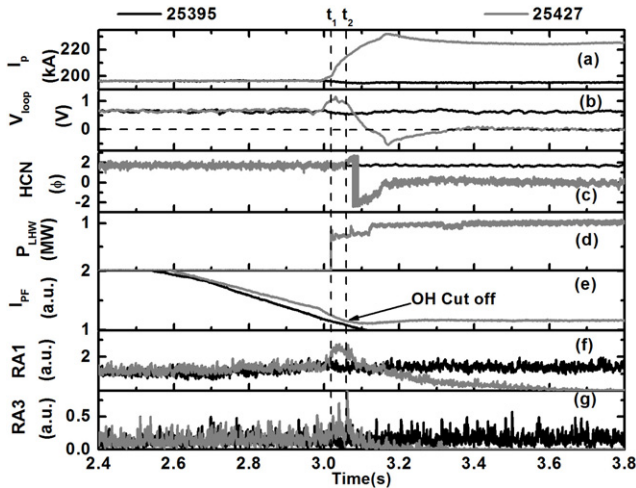 25395 t1 t2 25427
Ip (kA) 220 200 (a)
Vloop (V) 1 0 (b)
HCN (ϕ) 2 0 -2 (c)
PLHW (MW) 1 (d)
IPF (a.u.) 2 1 (e)
OH Cut off
RA1 (a.u.) 2 (f)
RA3 (a.u.) 0.5 0.0 (g)
2.4 2.6 2.8 3.0 3.2 3.4 3.6 3.8
Time(s)